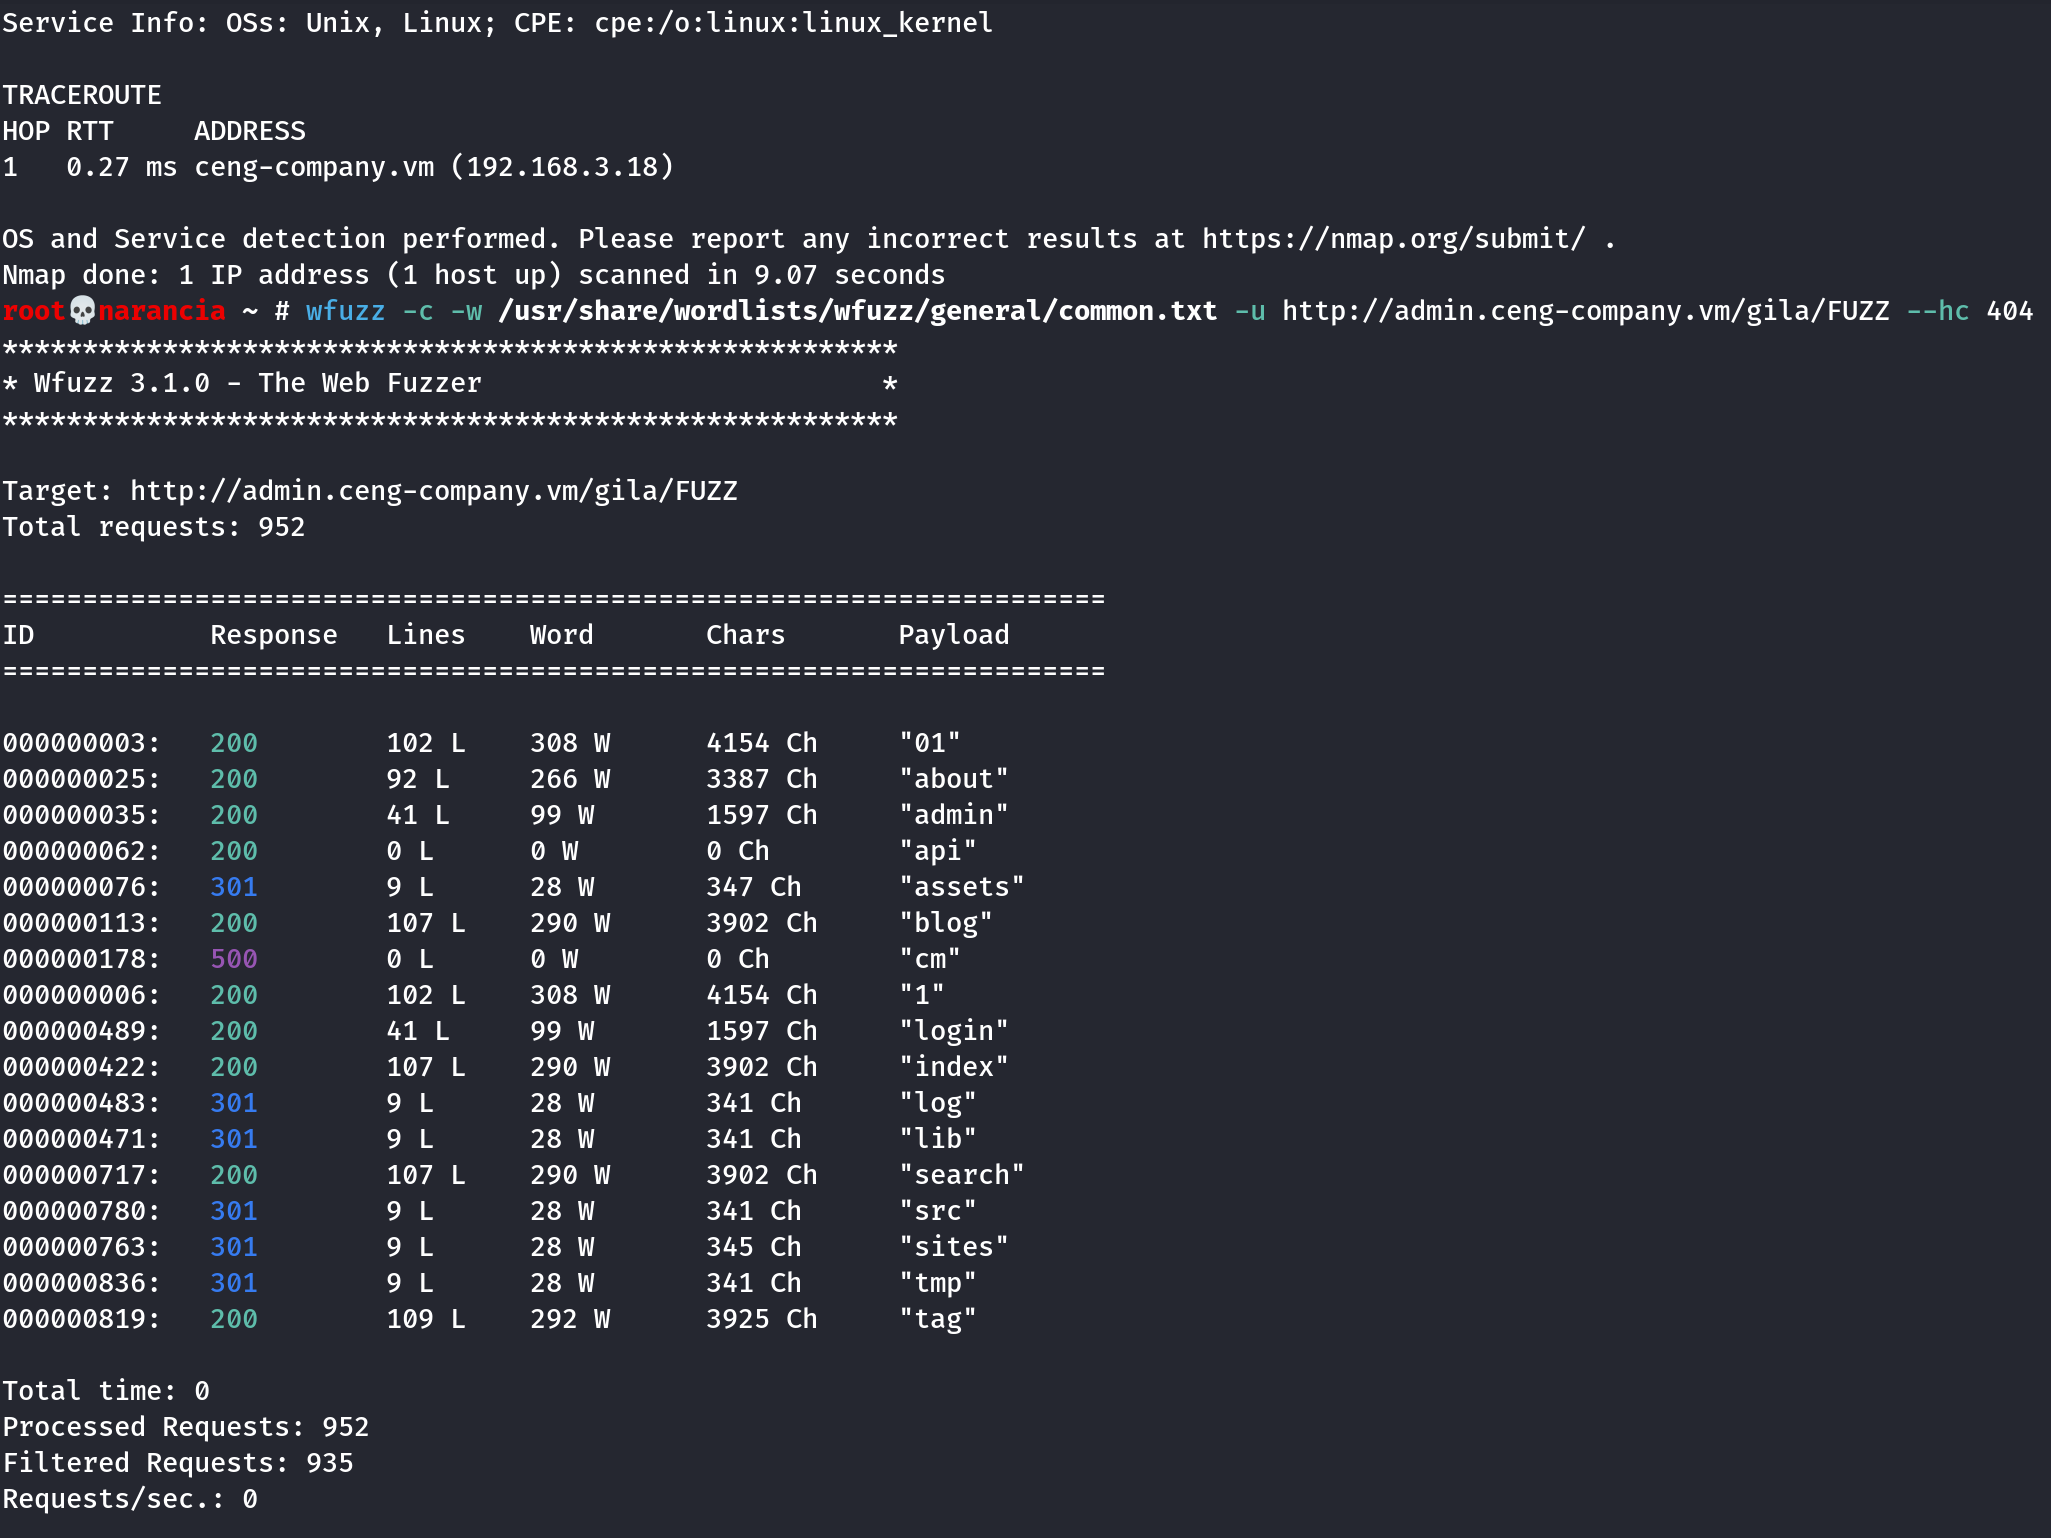 Service Info: OSs: Unix, Linux; CPE: cpe:/o:linux:linux_kernel

TRACEROUTE
HOP RTT     ADDRESS
1   0.27 ms ceng-company.vm (192.168.3.18)

OS and Service detection performed. Please report any incorrect results at https://nmap.org/submit/ .
Nmap done: 1 IP address (1 host up) scanned in 9.07 seconds
root💀narancia ~ # wfuzz -c -w /usr/share/wordlists/wfuzz/general/common.txt -u http://admin.ceng-company.vm/gila/FUZZ --hc 404
********************************************************
* Wfuzz 3.1.0 - The Web Fuzzer                         *
********************************************************

Target: http://admin.ceng-company.vm/gila/FUZZ
Total requests: 952

=====================================================================
ID           Response   Lines    Word       Chars       Payload
=====================================================================

000000003:   200        102 L    308 W      4154 Ch     "01"
000000025:   200        92 L     266 W      3387 Ch     "about"
000000035:   200        41 L     99 W       1597 Ch     "admin"
000000062:   200        0 L      0 W        0 Ch        "api"
000000076:   301        9 L      28 W       347 Ch      "assets"
000000113:   200        107 L    290 W      3902 Ch     "blog"
000000178:   500        0 L      0 W        0 Ch        "cm"
000000006:   200        102 L    308 W      4154 Ch     "1"
000000489:   200        41 L     99 W       1597 Ch     "login"
000000422:   200        107 L    290 W      3902 Ch     "index"
000000483:   301        9 L      28 W       341 Ch      "log"
000000471:   301        9 L      28 W       341 Ch      "lib"
000000717:   200        107 L    290 W      3902 Ch     "search"
000000780:   301        9 L      28 W       341 Ch      "src"
000000763:   301        9 L      28 W       345 Ch      "sites"
000000836:   301        9 L      28 W       341 Ch      "tmp"
000000819:   200        109 L    292 W      3925 Ch     "tag"

Total time: 0
Processed Requests: 952
Filtered Requests: 935
Requests/sec.: 0